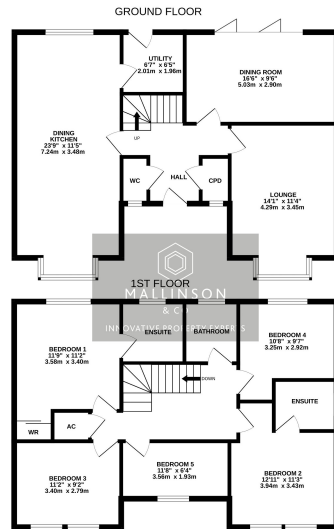 GROUND FLOOR
UTILITY
6'7" x 6'5"
2.01m x 1.96m
DINING ROOM
16'6" x 9'6"
5.03m x 2.90m
DINING
KITCHEN
23'9" x 11'5"
7.24m x 3.48m
UP
HALL
WC
CPD
LOUNGE
14'1" x 11'4"
4.29m x 3.45m
1ST FLOOR
MALLINSON
& CO
INNOVATIVE PROPERTY EXPERTS
BEDROOM 1
11'9" x 11'2"
3.58m x 3.40m
ENSUITE
BATHROOM
BEDROOM 4
10'8" x 9'7"
3.25m x 2.92m
DOWN
ENSUITE
WR
AC
BEDROOM 3
11'2" x 9'2"
3.40m x 2.79m
BEDROOM 5
11'8" x 6'4"
3.56m x 1.93m
BEDROOM 2
12'11" x 11'3"
3.94m x 3.43m